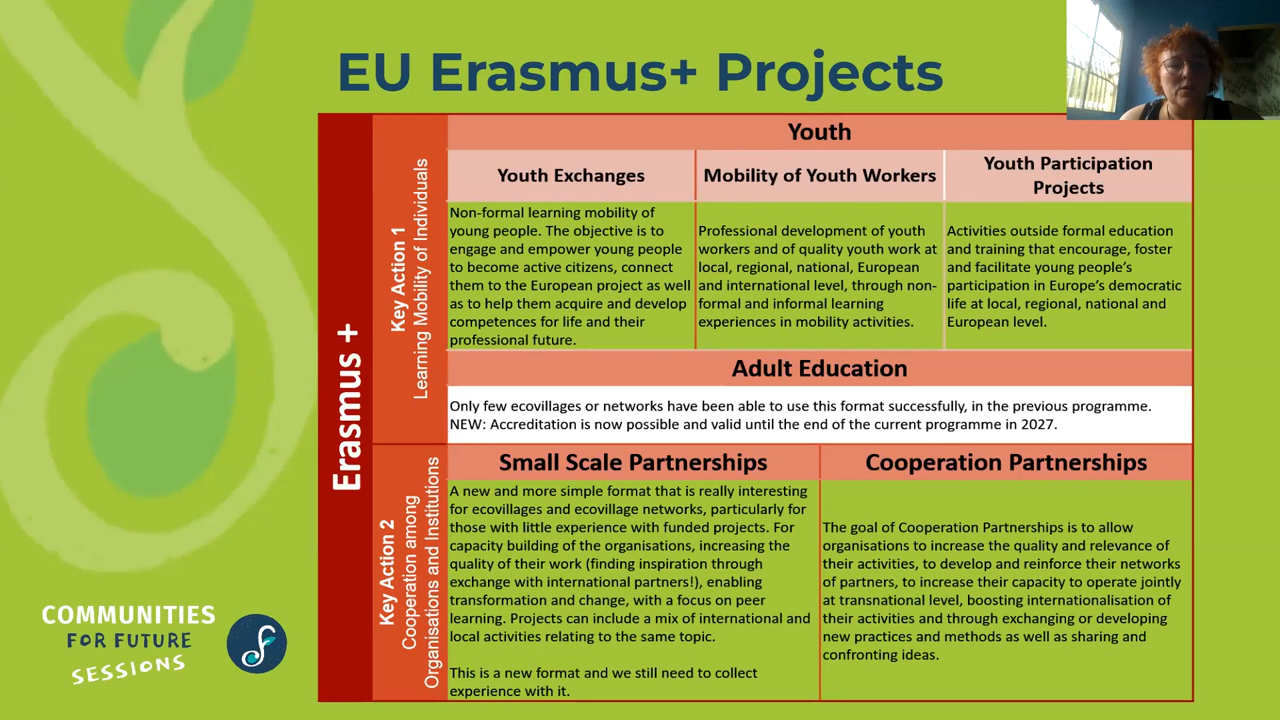 EU Erasmus+ Projects
Erasmus +
Key Action 1
Learning Mobility of Individuals
Youth
Youth Exchanges
Mobility of Youth Workers
Youth Participation
Projects
Non-formal learning mobility of
young people. The objective is to
engage and empower young people
to become active citizens, connect
them to the European project as well
as to help them acquire and develop
competences for life and their
professional future.
Professional development of youth
workers and of quality youth work at
local, regional, national, European
and international level, through non-
formal and informal learning
experiences in mobility activities.
Activities outside formal education
and training that encourage, foster
and facilitate young people’s
participation in Europe’s democratic
life at local, regional, national and
European level.
Adult Education
Only few ecovillages or networks have been able to use this format successfully, in the previous programme.
NEW: Accreditation is now possible and valid until the end of the current programme in 2027.
Key Action 2
Cooperation among
Organisations and Institutions
Small Scale Partnerships
Cooperation Partnerships
A new and more simple format that is really interesting
for ecovillages and ecovillage networks, particularly for
those with little experience with funded projects. For
capacity building of the organisations, increasing the
quality of their work (finding inspiration through
exchange with international partners!), enabling
transformation and change, with a focus on peer
learning. Projects can include a mix of international and
local activities relating to the same topic.
This is a new format and we still need to collect
experience with it.
The goal of Cooperation Partnerships is to allow
organisations to increase the quality and relevance of
their activities, to develop and reinforce their networks
of partners, to increase their capacity to operate jointly
at transnational level, boosting internationalisation of
their activities and through exchanging or developing
new practices and methods as well as sharing and
confronting ideas.
COMMUNITIES
FOR FUTURE
SESSIONS